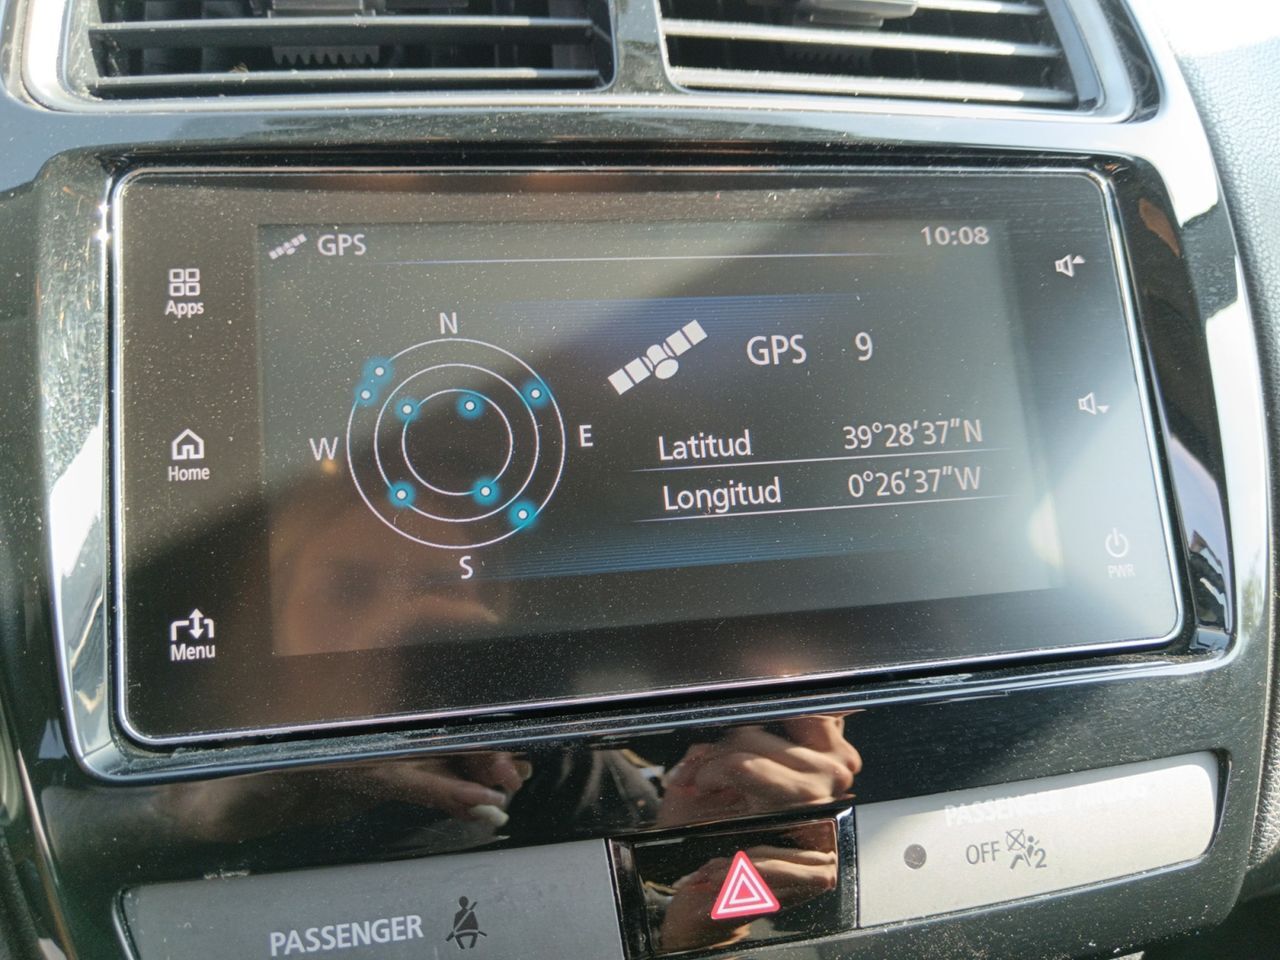 GPS
10:08
Apps
N
GPS 9
W
E
Latitud 39°28'37"N
Home
Longitud 0°26'37"W
S
PWR
Menu
PASSENGER
OFF 2
PASSENGER